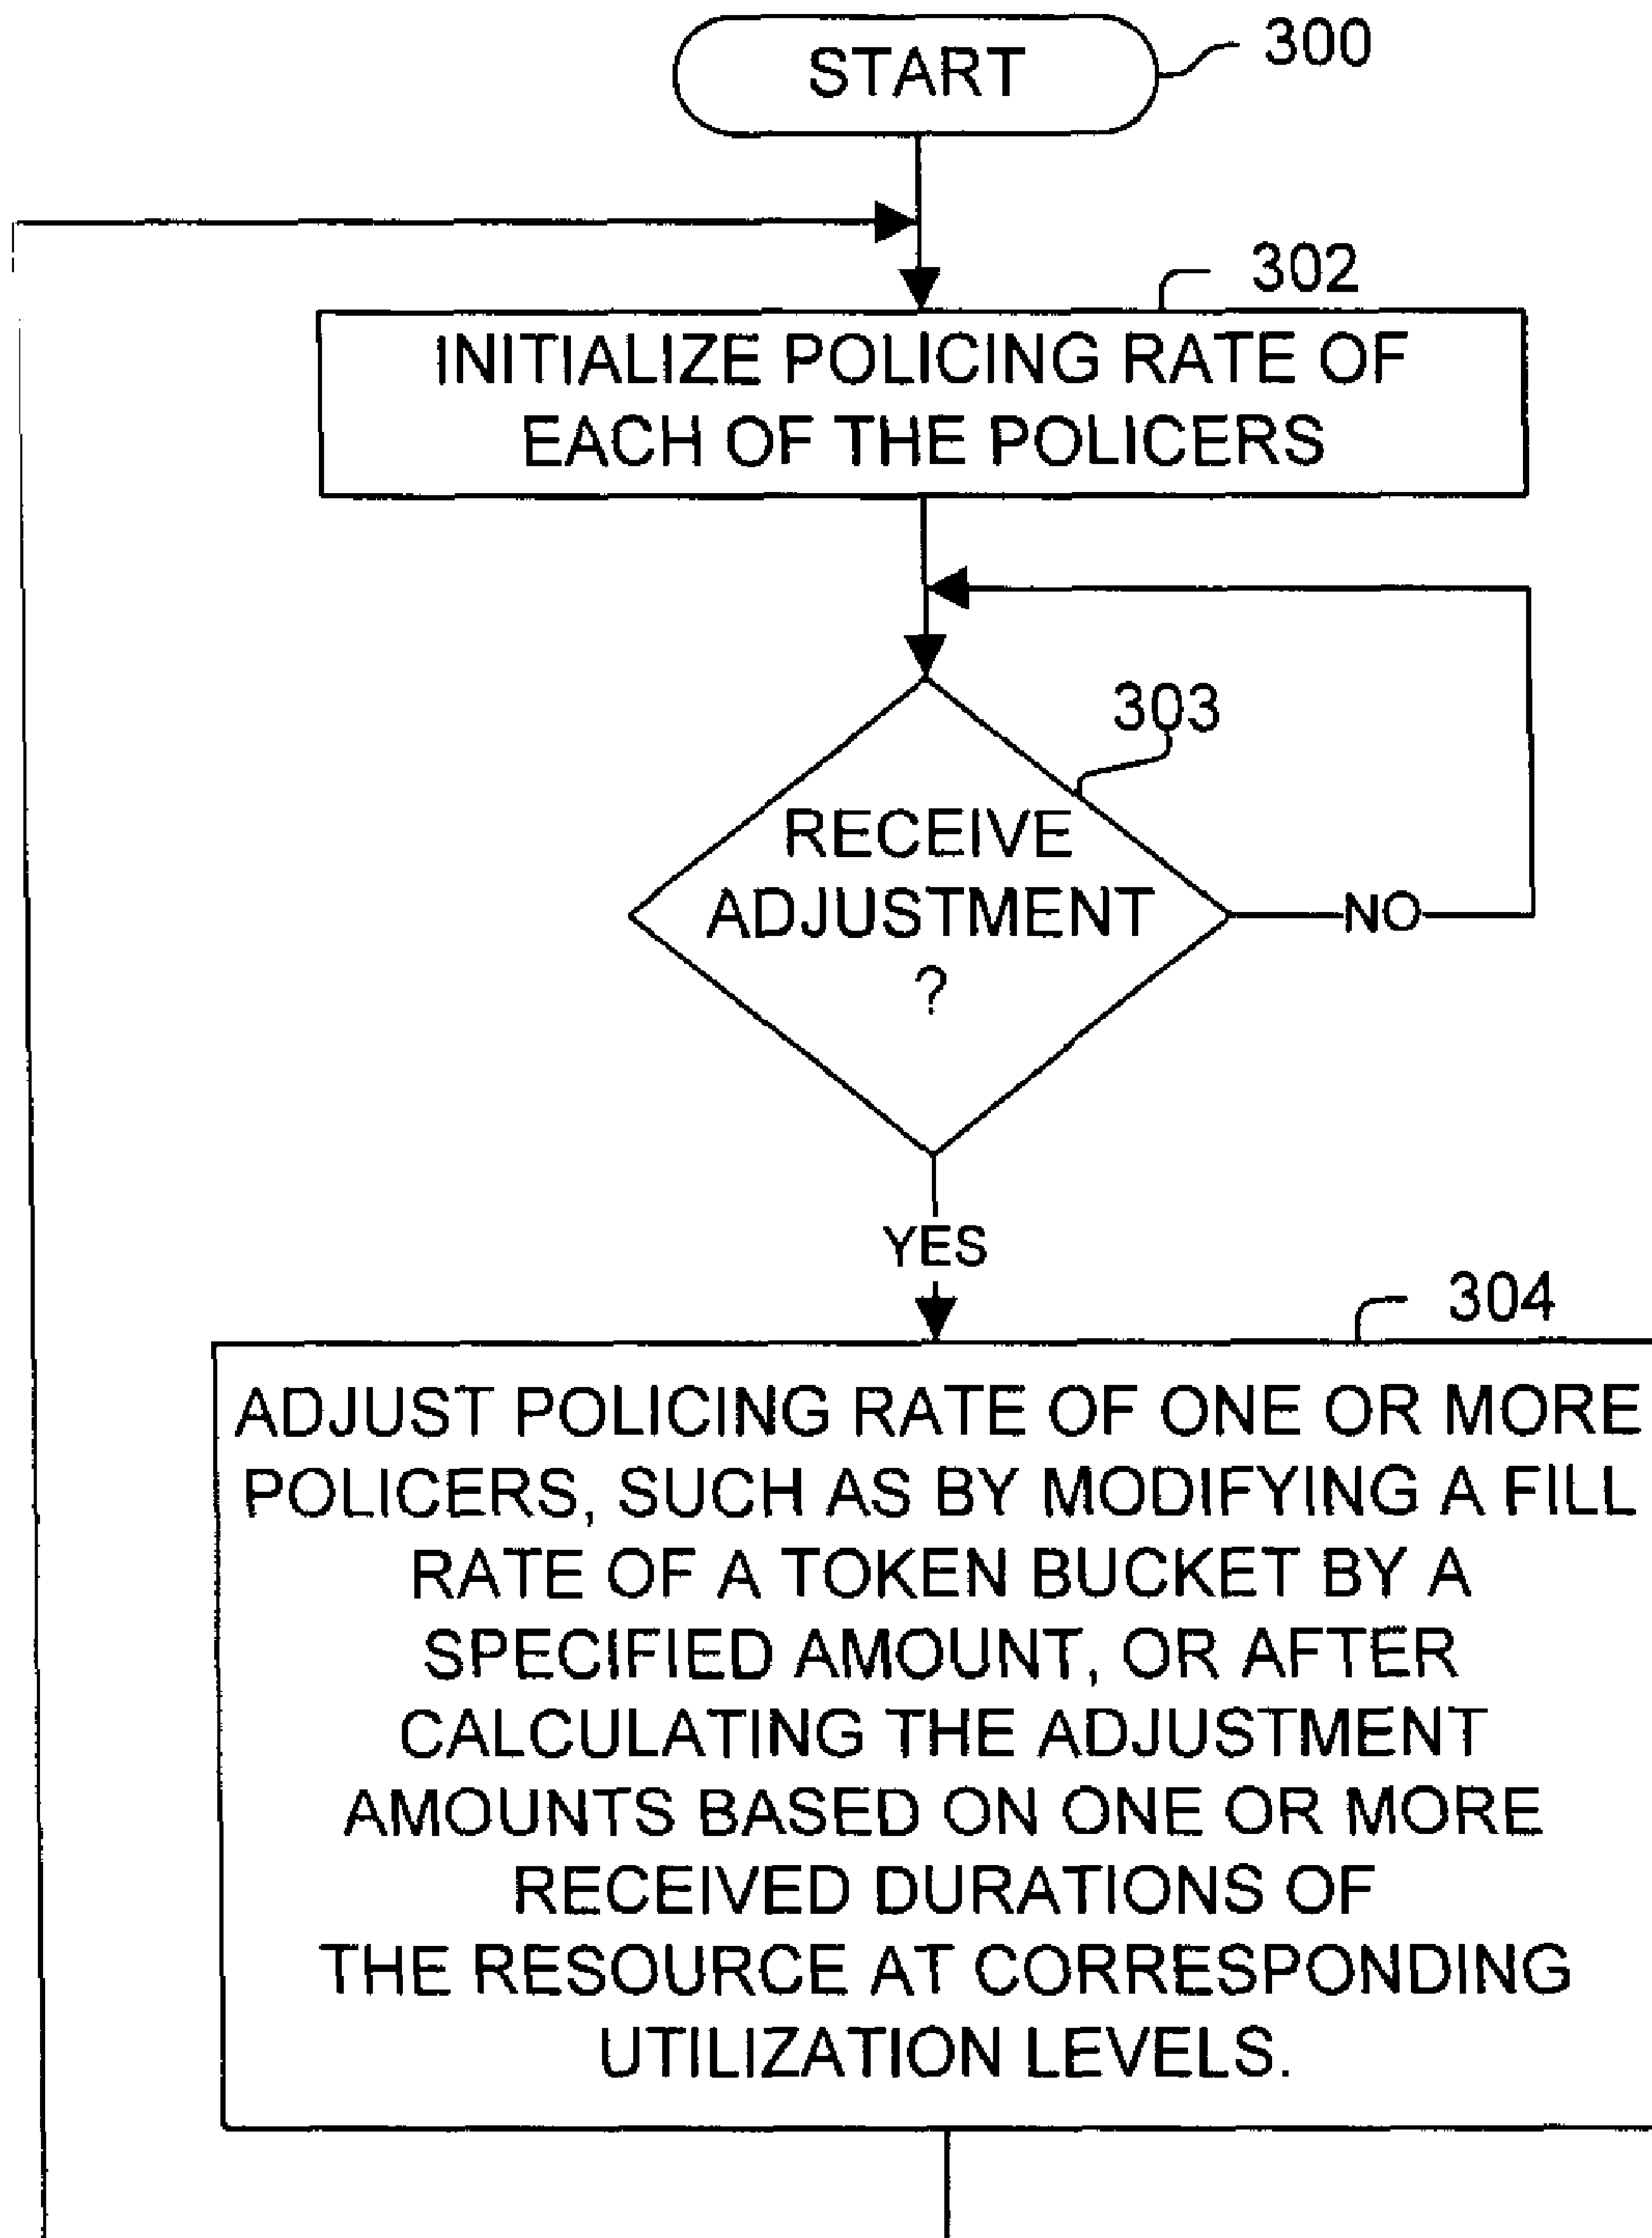 START
300
302
INITIALIZE POLICING RATE OF
EACH OF THE POLICERS
303
RECEIVE
ADJUSTMENT
?
NO
YES
304
ADJUST POLICING RATE OF ONE OR MORE
POLICERS, SUCH AS BY MODIFYING A FILL
RATE OF A TOKEN BUCKET BY A
SPECIFIED AMOUNT, OR AFTER
CALCULATING THE ADJUSTMENT
AMOUNTS BASED ON ONE OR MORE
RECEIVED DURATIONS OF
THE RESOURCE AT CORRESPONDING
UTILIZATION LEVELS.